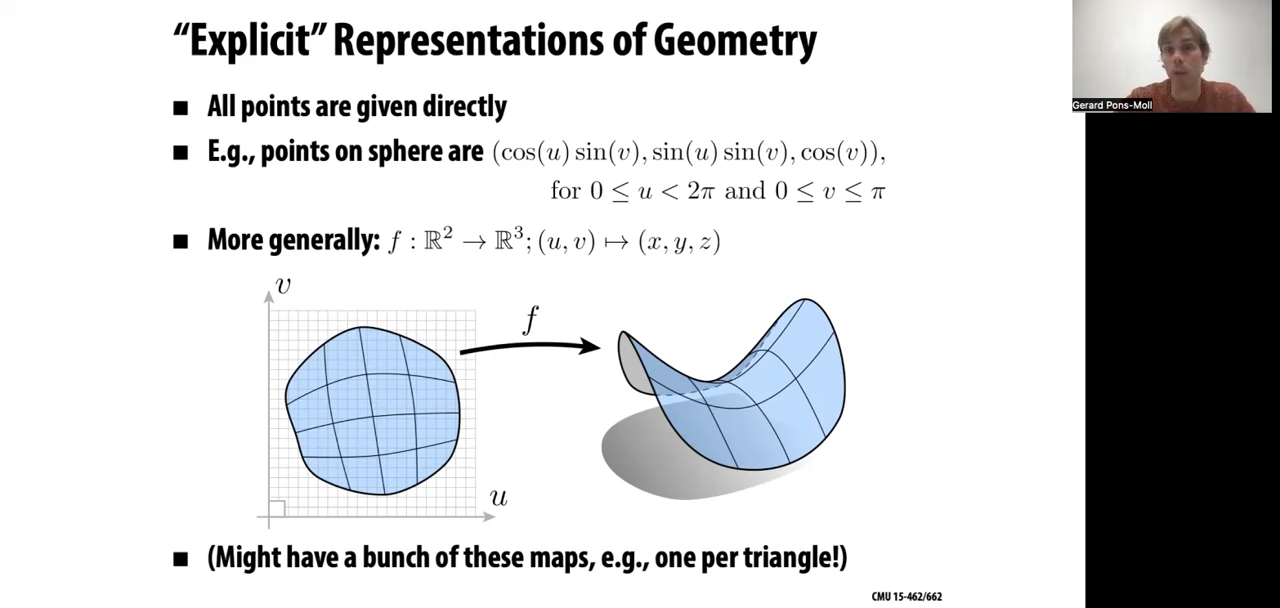 “Explicit” Representations of Geometry
Gerard Pons-Moll
■ All points are given directly
■ E.g., points on sphere are (cos(u) sin(v), sin(u) sin(v), cos(v)),
for 0 ≤ u < 2π and 0 ≤ v ≤ π
■ More generally: f : ℝ² → ℝ³; (u, v) ↦ (x, y, z)
v
f
u
■ (Might have a bunch of these maps, e.g., one per triangle!)
CMU 15-462/662